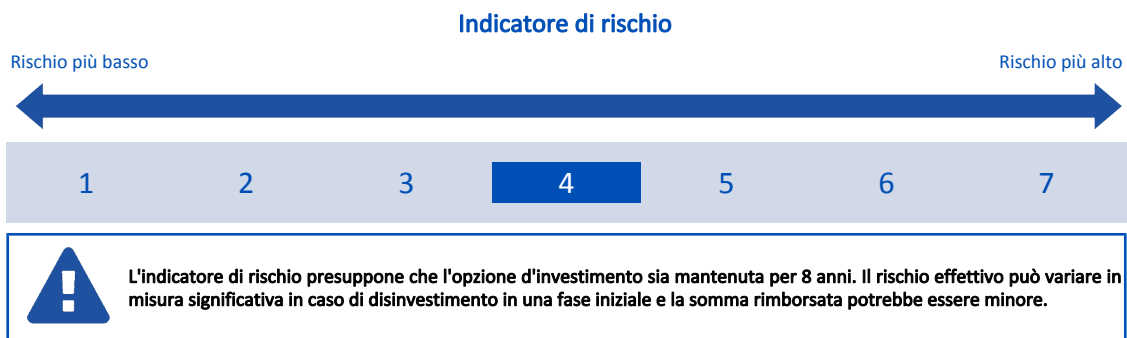 Indicatore di rischio
Rischio più basso
Rischio più alto
1 2 3 4 5 6 7
L'indicatore di rischio presuppone che l'opzione d'investimento sia mantenuta per 8 anni. Il rischio effettivo può variare in
misura significativa in caso di disinvestimento in una fase iniziale e la somma rimborsata potrebbe essere minore.